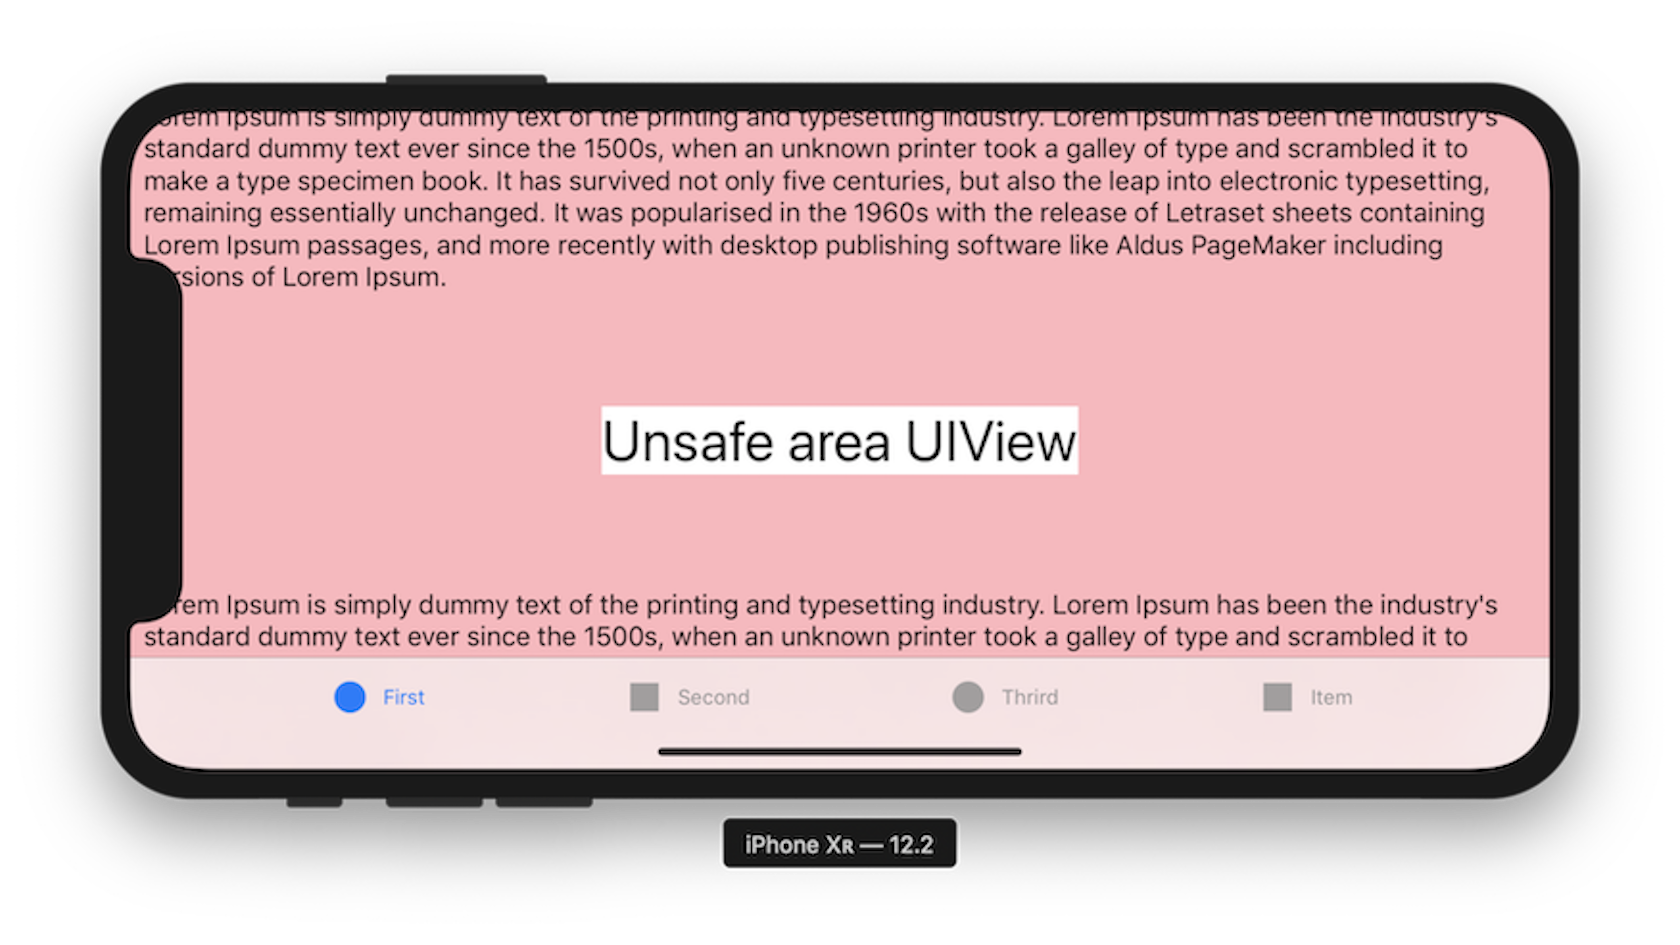 Lorem Ipsum is simply dummy text of the printing and typesetting industry. Lorem Ipsum has been the industry's
standard dummy text ever since the 1500s, when an unknown printer took a galley of type and scrambled it to
make a type specimen book. It has survived not only five centuries, but also the leap into electronic typesetting,
remaining essentially unchanged. It was popularised in the 1960s with the release of Letraset sheets containing
Lorem Ipsum passages, and more recently with desktop publishing software like Aldus PageMaker including
rsions of Lorem Ipsum.
Unsafe area UIView
rem Ipsum is simply dummy text of the printing and typesetting industry. Lorem Ipsum has been the industry's
standard dummy text ever since the 1500s, when an unknown printer took a galley of type and scrambled it to
First Second Thrird Item
iPhone XR — 12.2